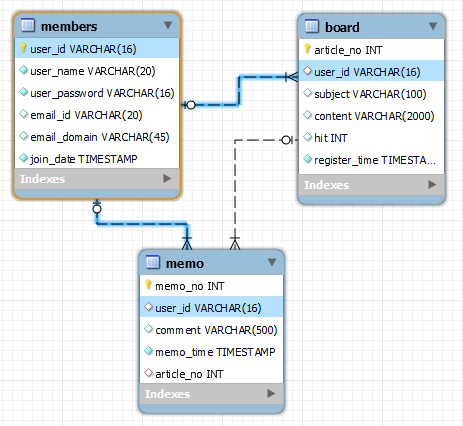 members
user_id VARCHAR(16)
user_name VARCHAR(20)
user_password VARCHAR(16)
email_id VARCHAR(20)
email_domain VARCHAR(45)
join_date TIMESTAMP
Indexes
board
article_no INT
user_id VARCHAR(16)
subject VARCHAR(100)
content VARCHAR(2000)
hit INT
register_time TIMESTA...
Indexes
memo
memo_no INT
user_id VARCHAR(16)
comment VARCHAR(500)
memo_time TIMESTAMP
article_no INT
Indexes